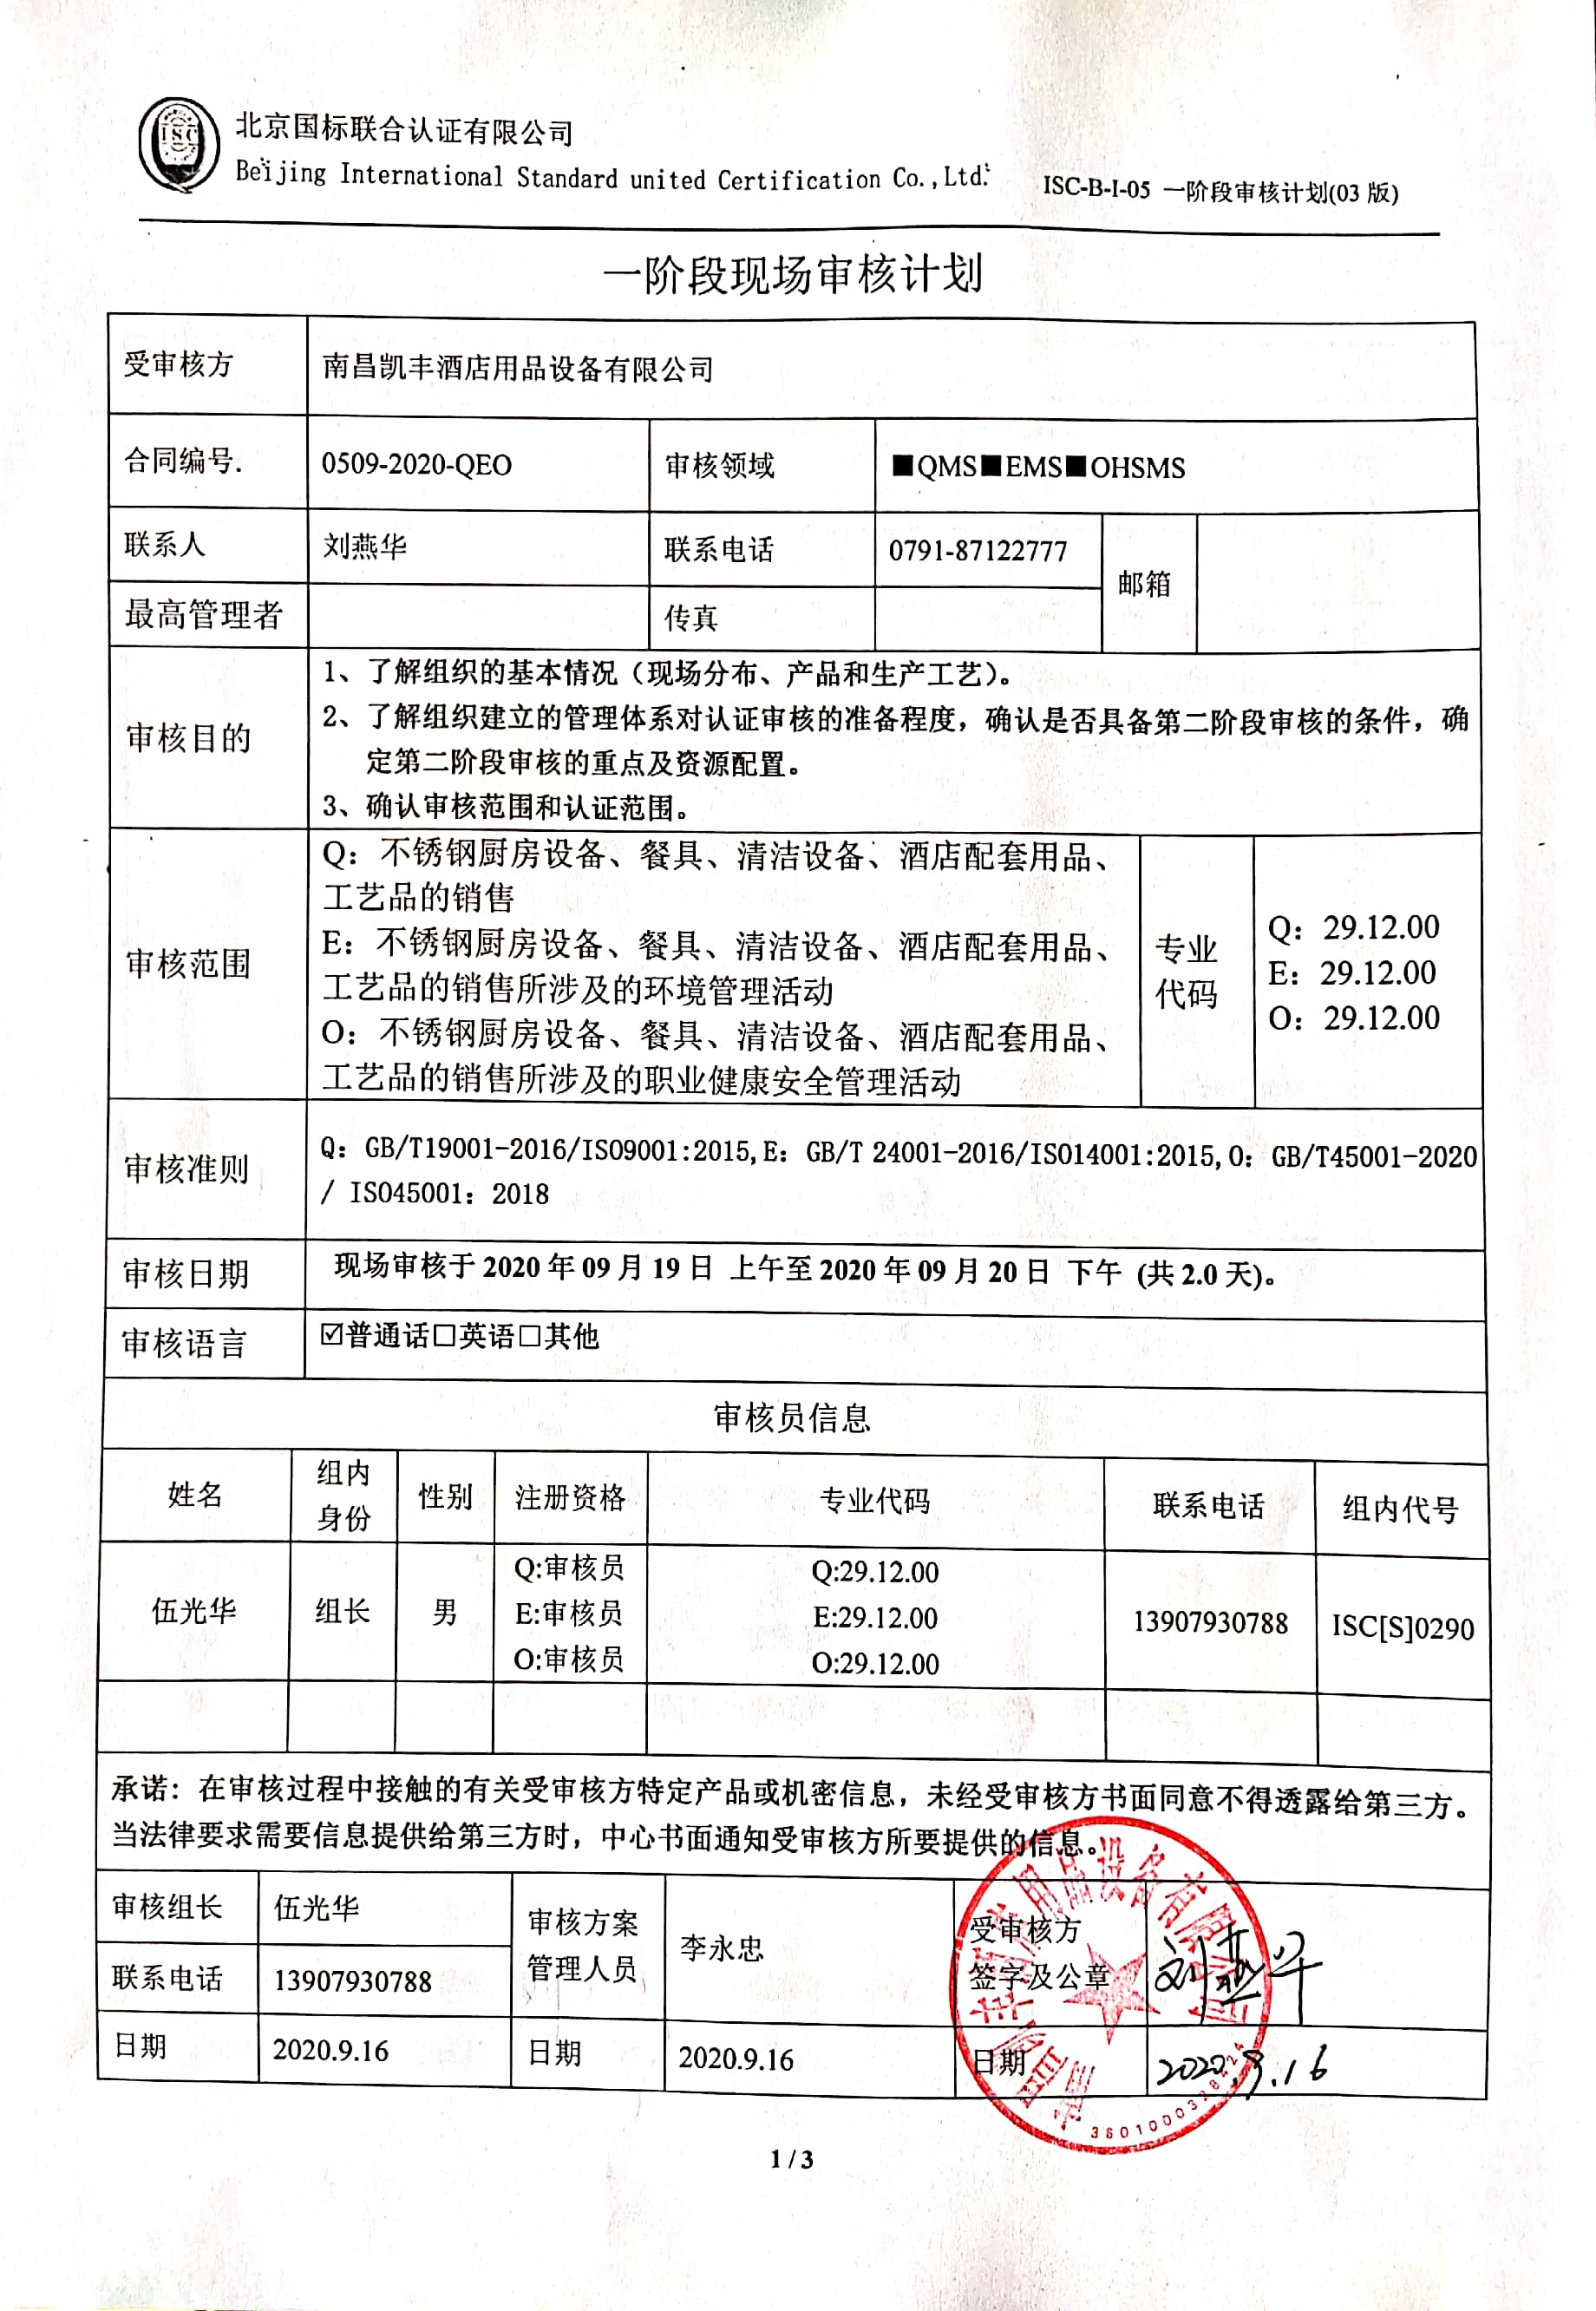 ISC
北京国标联合认证有限公司
Beijing International Standard united Certification Co.,Ltd.
ISC-B-I-05 一阶段审核计划(03 版)
一阶段现场审核计划
受审核方 南昌凯丰酒店用品设备有限公司
合同编号. 0509-2020-QEO 审核领域 ■QMS■EMS■OHSMS
联系人 刘燕华 联系电话 0791-87122777 邮箱
最高管理者 传真
审核目的
1、了解组织的基本情况（现场分布、产品和生产工艺）。
2、了解组织建立的管理体系对认证审核的准备程度，确认是否具备第二阶段审核的条件，确
定第二阶段审核的重点及资源配置。
3、确认审核范围和认证范围。
审核范围
Q：不锈钢厨房设备、餐具、清洁设备、酒店配套用品、
工艺品的销售
E：不锈钢厨房设备、餐具、清洁设备、酒店配套用品、
工艺品的销售所涉及的环境管理活动
O：不锈钢厨房设备、餐具、清洁设备、酒店配套用品、
工艺品的销售所涉及的职业健康安全管理活动
专业
代码
Q：29.12.00
E：29.12.00
O：29.12.00
审核准则
Q：GB/T19001-2016/ISO9001:2015,E：GB/T 24001-2016/ISO14001:2015,O：GB/T45001-2020
/ ISO45001：2018
审核日期 现场审核于 2020 年 09 月 19 日 上午至 2020 年 09 月 20 日 下午 (共 2.0 天)。
审核语言 ☑普通话□英语□其他
审核员信息
姓名 组内
身份 性别 注册资格 专业代码 联系电话 组内代号
伍光华 组长 男
Q:审核员
E:审核员
O:审核员
Q:29.12.00
E:29.12.00
O:29.12.00
13907930788 ISC[S]0290
承诺：在审核过程中接触的有关受审核方特定产品或机密信息，未经受审核方书面同意不得透露给第三方。
当法律要求需要信息提供给第三方时，中心书面通知受审核方所要提供的信息。
审核组长 伍光华
审核方案
管理人员 李永忠
受审核方
签字及公章 刘燕华
联系电话 13907930788
日期 2020.9.16 日期 2020.9.16 日期 2020.9.16
1 / 3